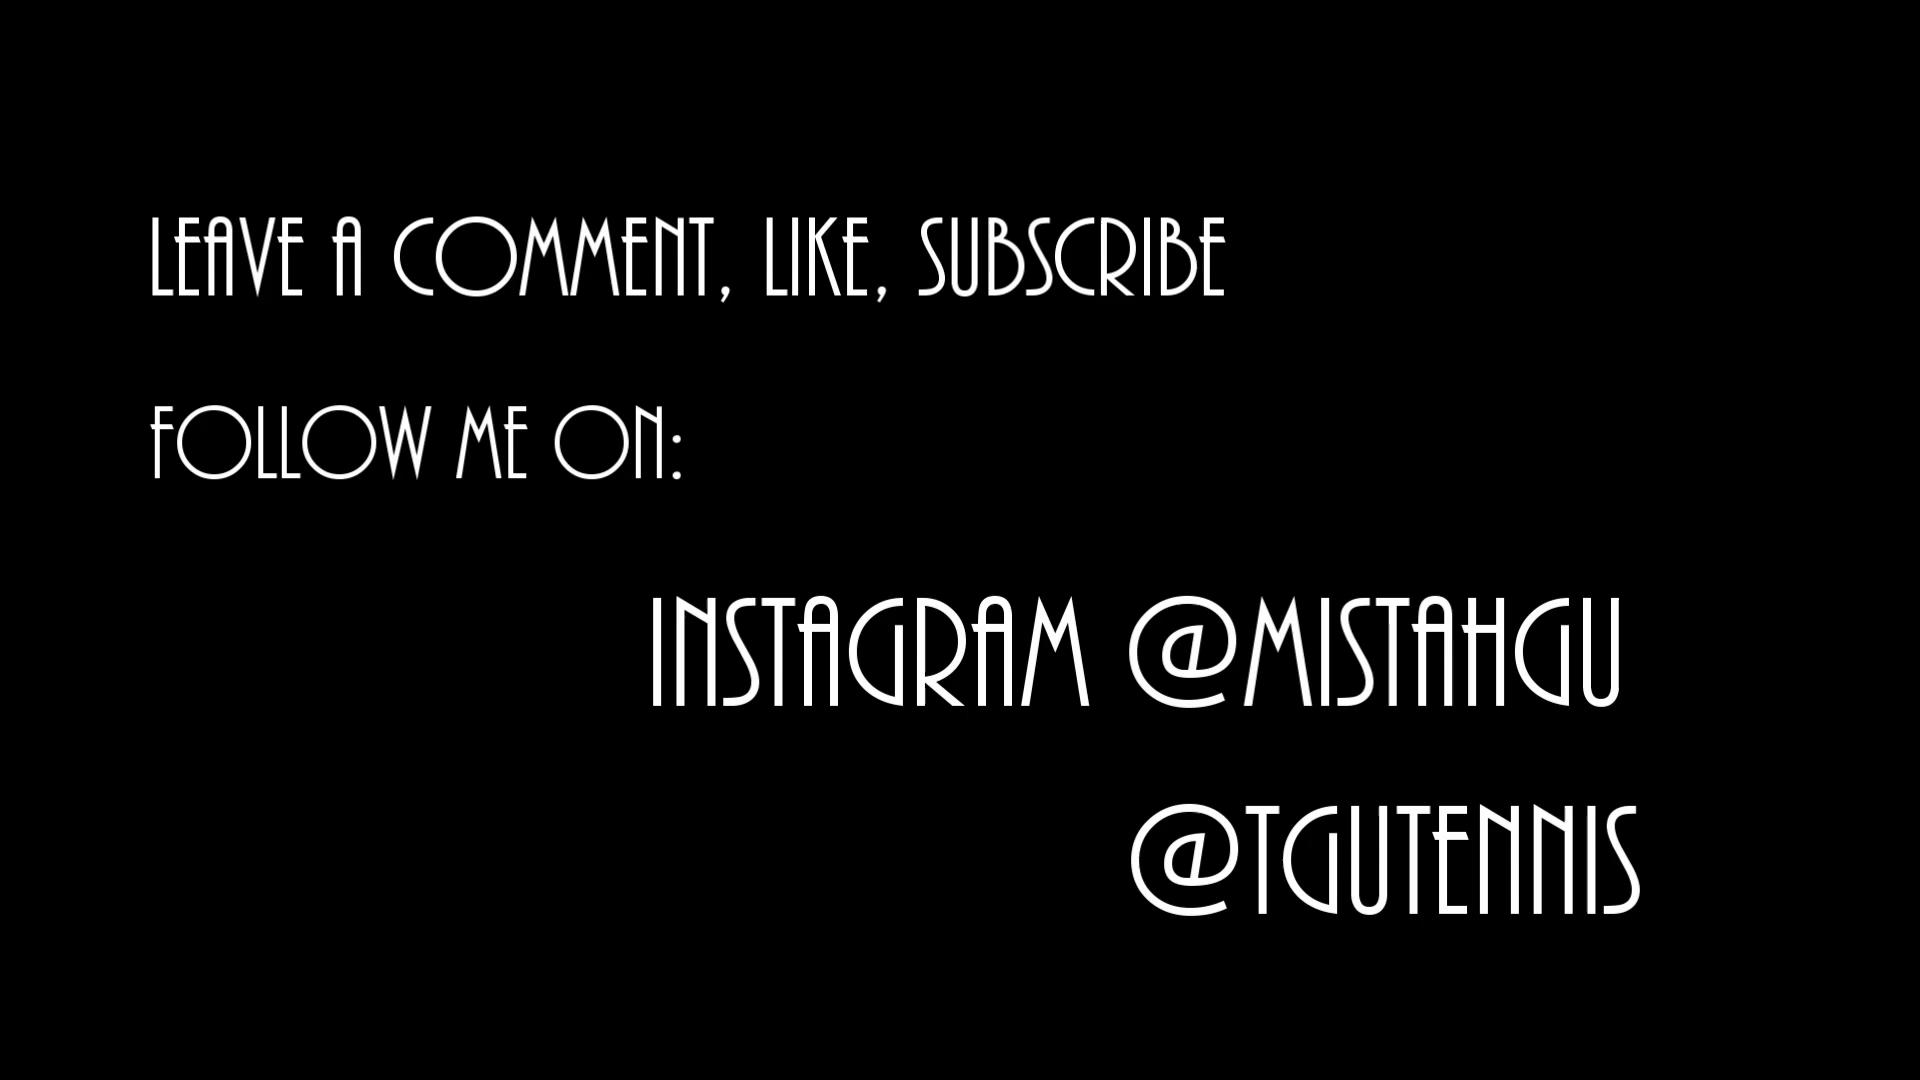 LEAVE A COMMENT, LIKE, SUBSCRIBE
FOLLOW ME ON:
INSTAGRAM @MISTAHGU
@TGUTENNIS